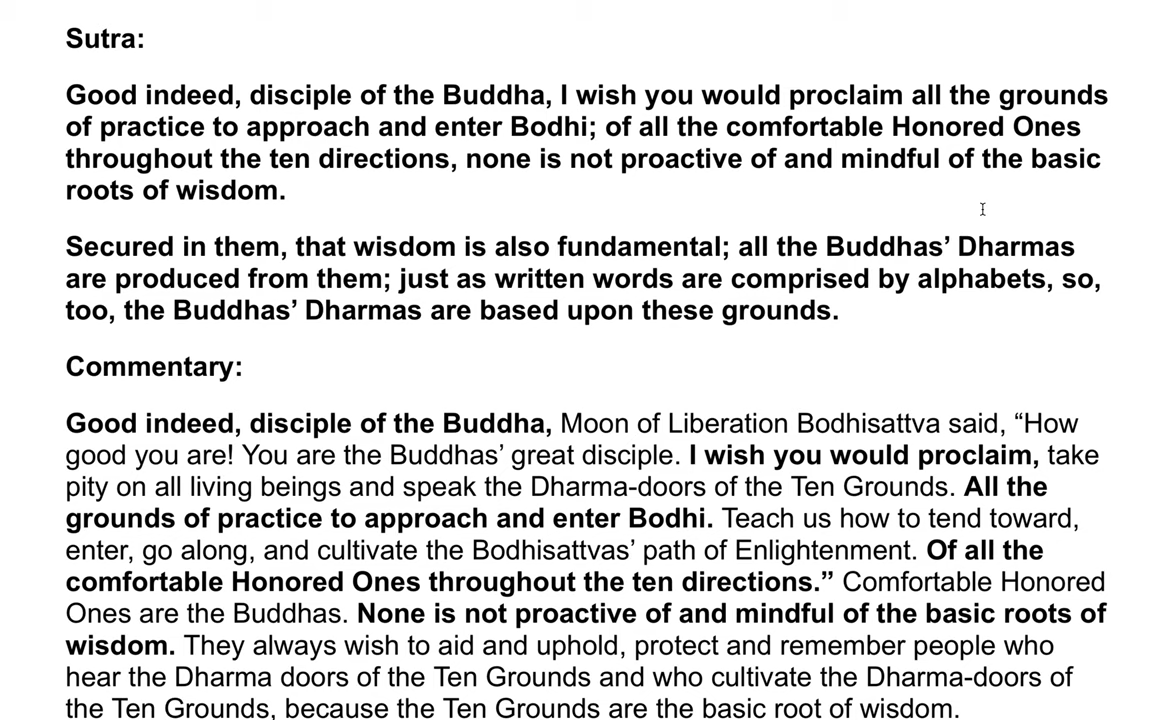 Sutra:
Good indeed, disciple of the Buddha, I wish you would proclaim all the grounds
of practice to approach and enter Bodhi; of all the comfortable Honored Ones
throughout the ten directions, none is not proactive of and mindful of the basic
roots of wisdom.
Secured in them, that wisdom is also fundamental; all the Buddhas’ Dharmas
are produced from them; just as written words are comprised by alphabets, so,
too, the Buddhas’ Dharmas are based upon these grounds.
Commentary:
Good indeed, disciple of the Buddha, Moon of Liberation Bodhisattva said, “How
good you are! You are the Buddhas’ great disciple. I wish you would proclaim, take
pity on all living beings and speak the Dharma-doors of the Ten Grounds. All the
grounds of practice to approach and enter Bodhi. Teach us how to tend toward,
enter, go along, and cultivate the Bodhisattvas’ path of Enlightenment. Of all the
comfortable Honored Ones throughout the ten directions.” Comfortable Honored
Ones are the Buddhas. None is not proactive of and mindful of the basic roots of
wisdom. They always wish to aid and uphold, protect and remember people who
hear the Dharma doors of the Ten Grounds and who cultivate the Dharma-doors of
the Ten Grounds, because the Ten Grounds are the basic root of wisdom.